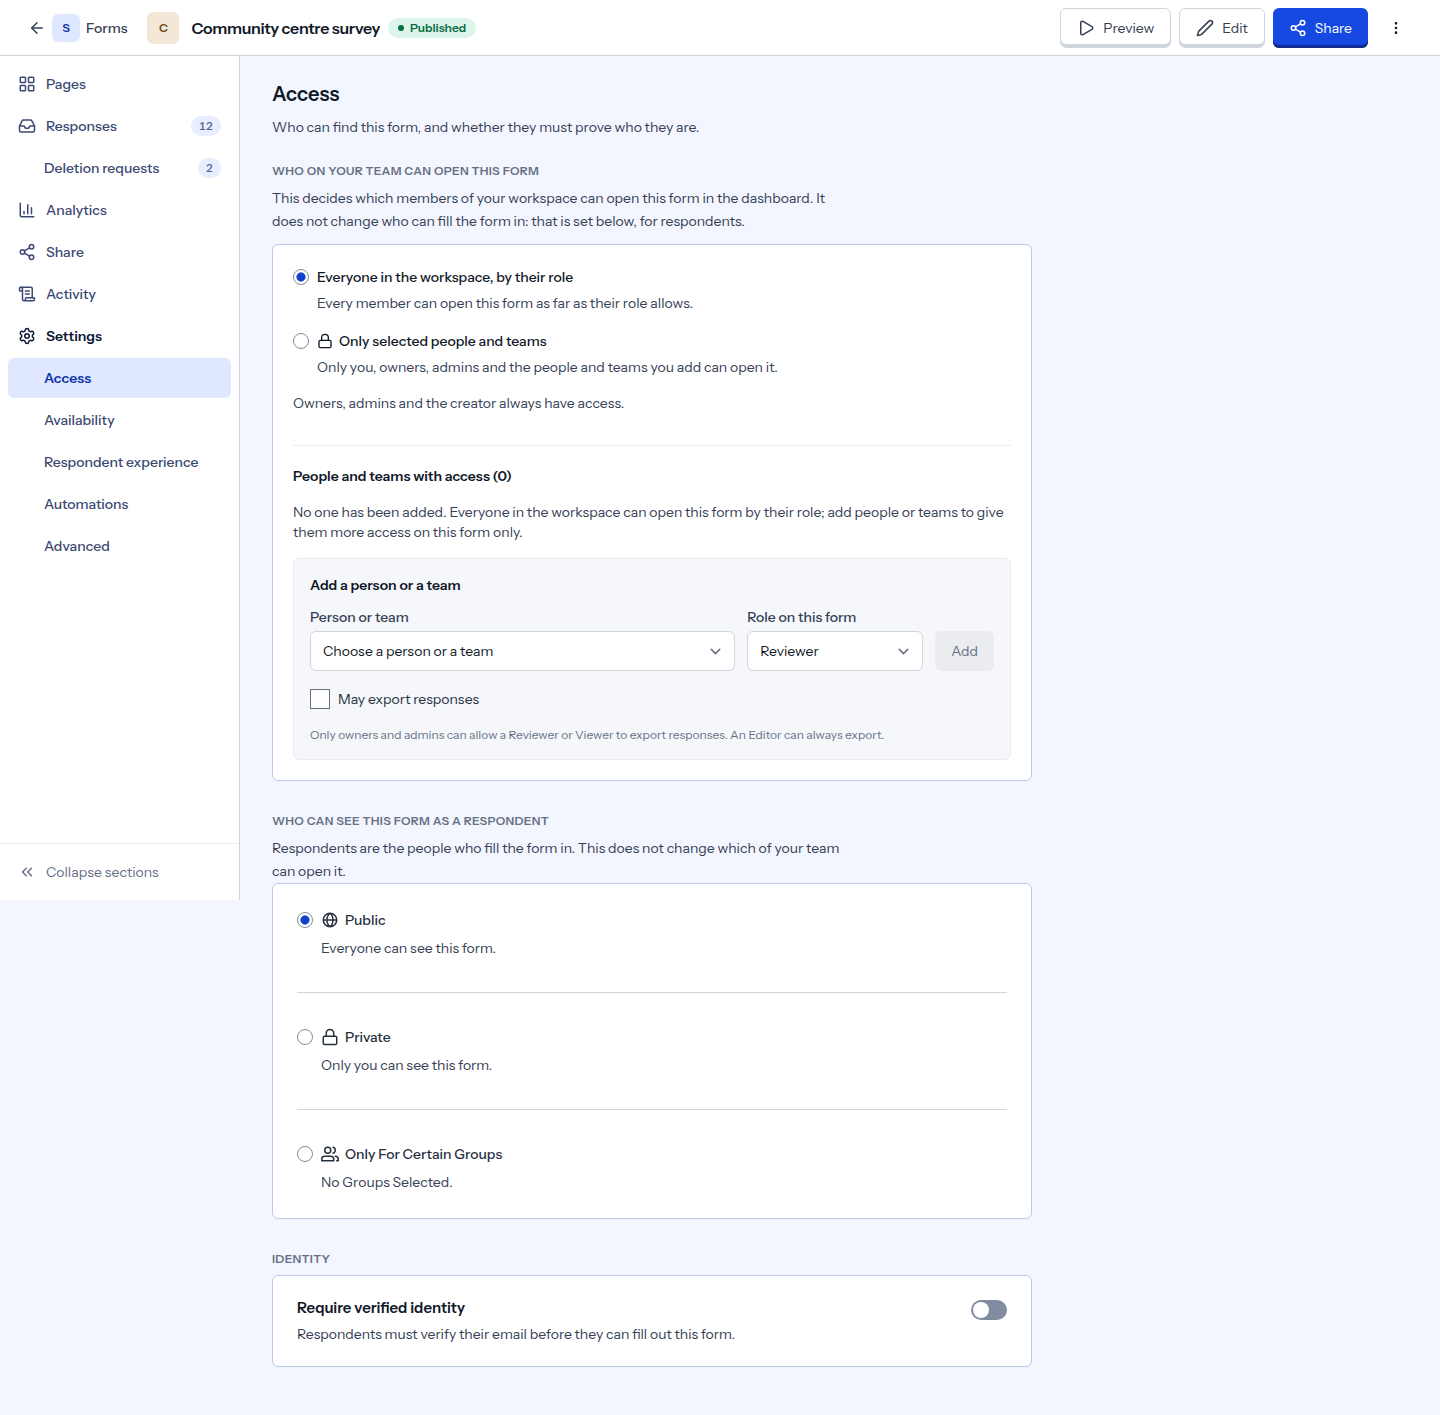 S Forms C Community centre survey Published Preview Edit Share
Pages
Responses 12
Deletion requests 2
Analytics
Share
Activity
Settings
Access
Availability
Respondent experience
Automations
Advanced
Collapse sections
Access
Who can find this form, and whether they must prove who they are.
WHO ON YOUR TEAM CAN OPEN THIS FORM
This decides which members of your workspace can open this form in the dashboard. It
does not change who can fill the form in: that is set below, for respondents.
Everyone in the workspace, by their role
Every member can open this form as far as their role allows.
Only selected people and teams
Only you, owners, admins and the people and teams you add can open it.
Owners, admins and the creator always have access.
People and teams with access (0)
No one has been added. Everyone in the workspace can open this form by their role; add people or teams to give
them more access on this form only.
Add a person or a team
Person or team Role on this form
Choose a person or a team Reviewer Add
May export responses
Only owners and admins can allow a Reviewer or Viewer to export responses. An Editor can always export.
WHO CAN SEE THIS FORM AS A RESPONDENT
Respondents are the people who fill the form in. This does not change which of your team
can open it.
Public
Everyone can see this form.
Private
Only you can see this form.
Only For Certain Groups
No Groups Selected.
IDENTITY
Require verified identity
Respondents must verify their email before they can fill out this form.